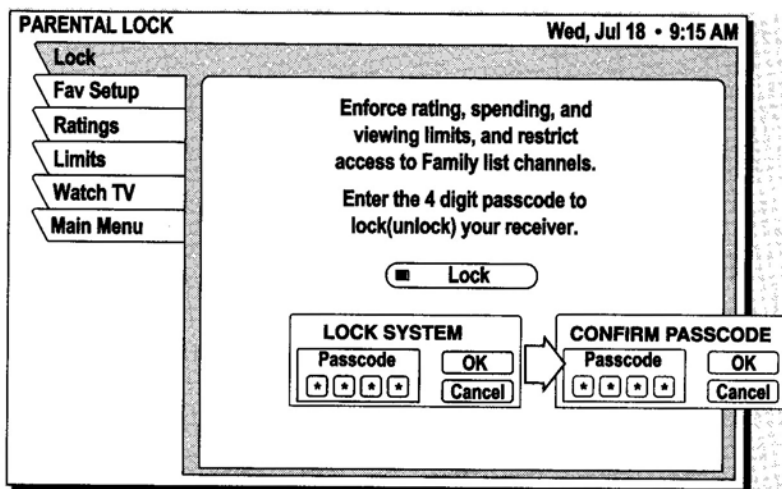 PARENTAL LOCK
Wed, Jul 18 • 9:15 AM
Lock
Fav Setup
Ratings
Limits
Watch TV
Main Menu
Enforce rating, spending, and
viewing limits, and restrict
access to Family list channels.
Enter the 4 digit passcode to
lock(unlock) your receiver.
Lock
LOCK SYSTEM
Passcode
OK
* * * *
Cancel
CONFIRM PASSCODE
Passcode
OK
* * * *
Cancel